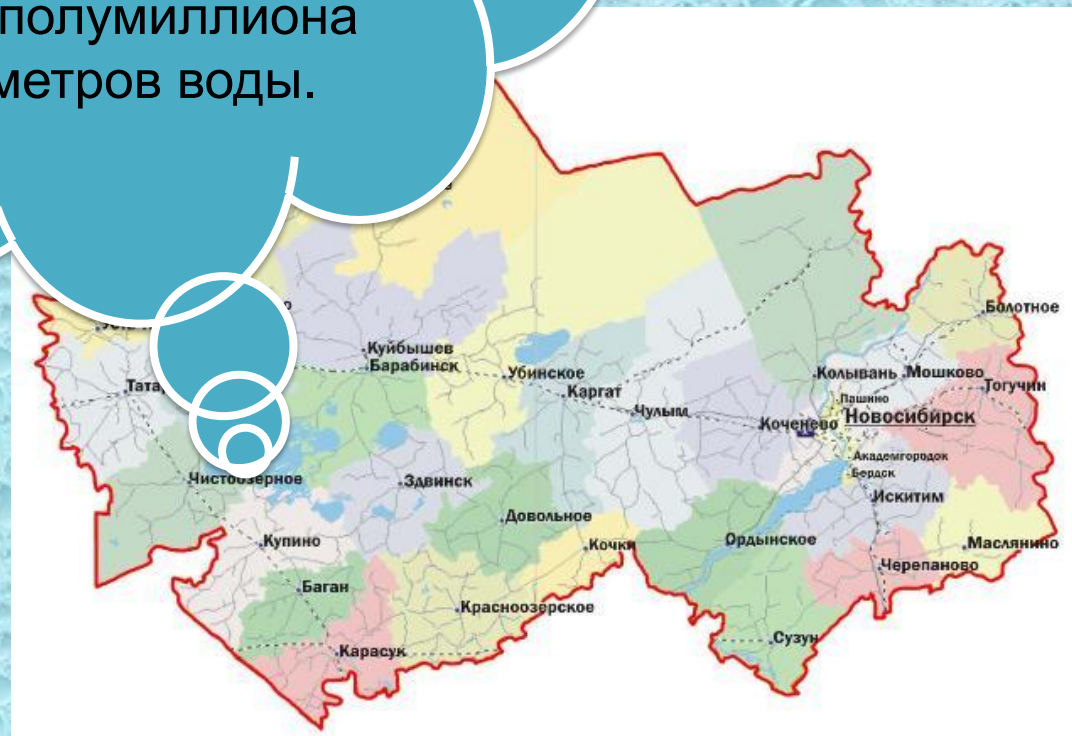 полумиллиона
метров воды.
Болотное
Куйбышев
Барабинск
Убинское
Каргат
Чулым
Колывань
Мошково
Тогучин
Пашино
Коченево
Новосибирск
Академгородок
Бердск
Искитим
Чистоозерное
Здвинск
Довольное
Купино
Кочки
Ордынское
Маслянино
Черепаново
Баган
Красноозёрское
Карасук
Сузун